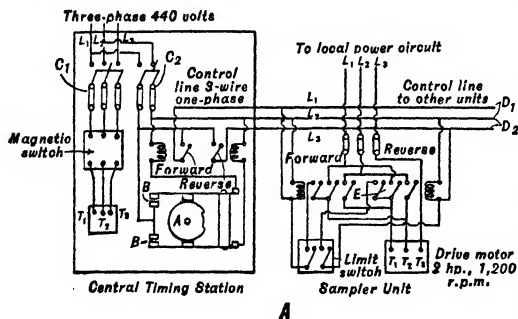 Three-phase 440 volts
L1 L2 L3
C1
C2
Control
line 3-wire
one-phase
To local power circuit
L1 L2 L3
Control line
to other units
D1
D2
L1
L2
L3
Magnetic
switch
Forward
Reverse
Forward
Reverse
T1 T2 T3
B
A
B
E
T1 T2 T3
Limit
switch
Drive motor
2 hp., 1,200
r.p.m.
Central Timing Station
Sampler Unit
A